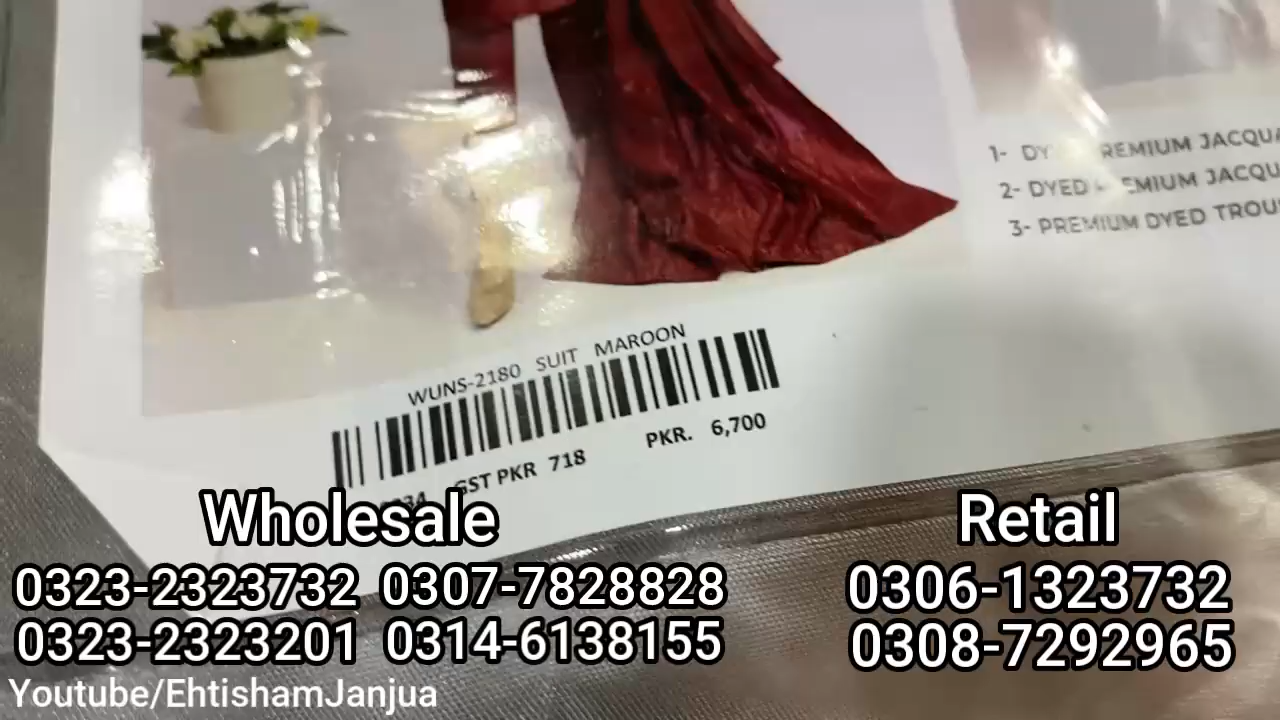 1- DY REMIUM JACQUA
2- DYED EMIUM JACQU
3- PREMIUM DYED TROU
WUNS-2180 SUIT MAROON
GST PKR 718 PKR. 6,700
Wholesale
0323-2323732 0307-7828828
0323-2323201 0314-6138155
Retail
0306-1323732
0308-7292965
Youtube/EhtishamJanjua